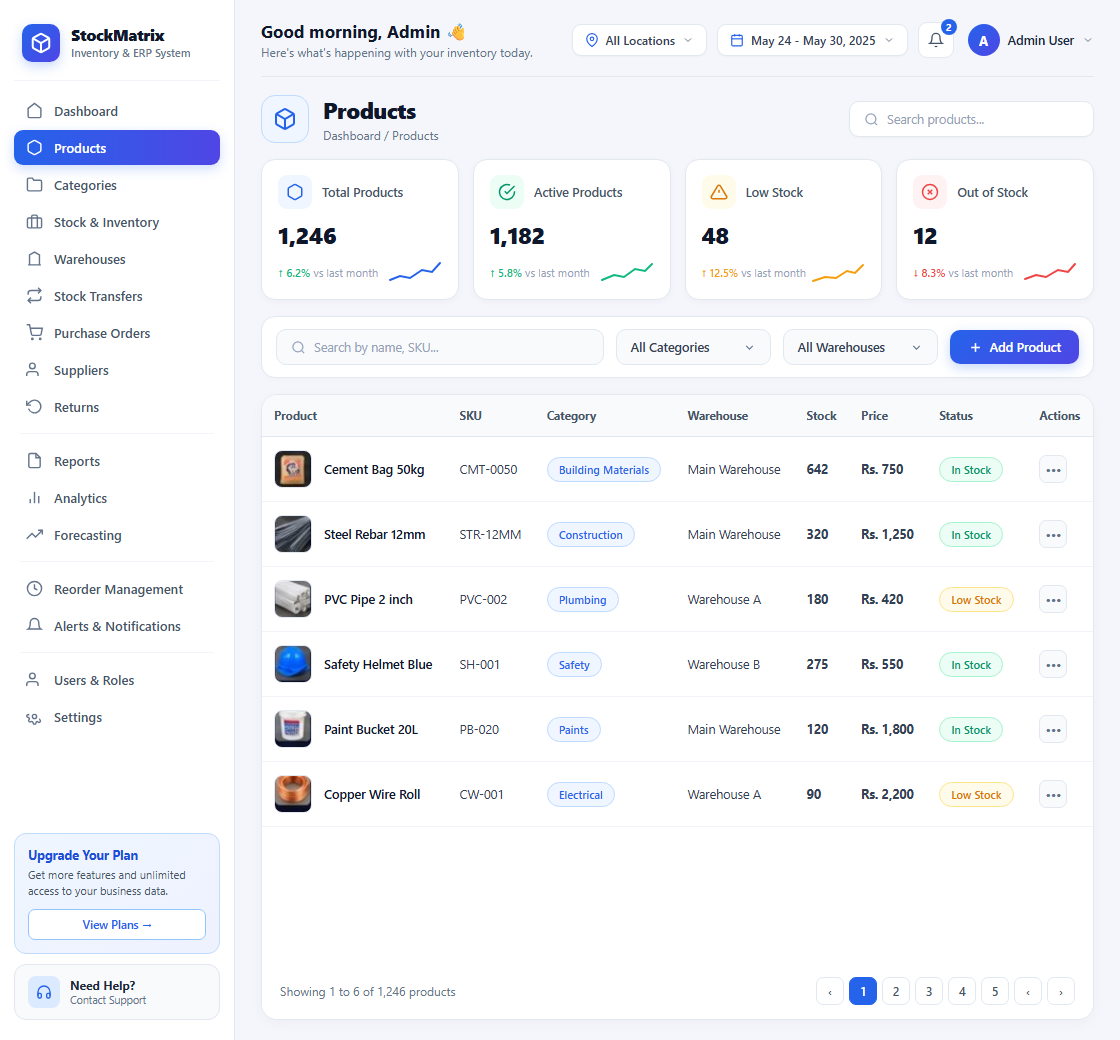 StockMatrix
Inventory & ERP System
Dashboard
Products
Categories
Stock & Inventory
Warehouses
Stock Transfers
Purchase Orders
Suppliers
Returns
Reports
Analytics
Forecasting
Reorder Management
Alerts & Notifications
Users & Roles
Settings
Upgrade Your Plan
Get more features and unlimited
access to your business data.
View Plans →
Need Help?
Contact Support
Good morning, Admin 👋
Here's what's happening with your inventory today.
All Locations
May 24 - May 30, 2025
2
A
Admin User
Products
Dashboard / Products
Search products...
Total Products
1,246
↑ 6.2% vs last month
Active Products
1,182
↑ 5.8% vs last month
Low Stock
48
↑ 12.5% vs last month
Out of Stock
12
↓ 8.3% vs last month
Search by name, SKU...
All Categories
All Warehouses
+ Add Product
Product SKU Category Warehouse Stock Price Status Actions
Cement Bag 50kg CMT-0050 Building Materials Main Warehouse 642 Rs. 750 In Stock •••
Steel Rebar 12mm STR-12MM Construction Main Warehouse 320 Rs. 1,250 In Stock •••
PVC Pipe 2 inch PVC-002 Plumbing Warehouse A 180 Rs. 420 Low Stock •••
Safety Helmet Blue SH-001 Safety Warehouse B 275 Rs. 550 In Stock •••
Paint Bucket 20L PB-020 Paints Main Warehouse 120 Rs. 1,800 In Stock •••
Copper Wire Roll CW-001 Electrical Warehouse A 90 Rs. 2,200 Low Stock •••
Showing 1 to 6 of 1,246 products
‹ 1 2 3 4 5 ‹ ›